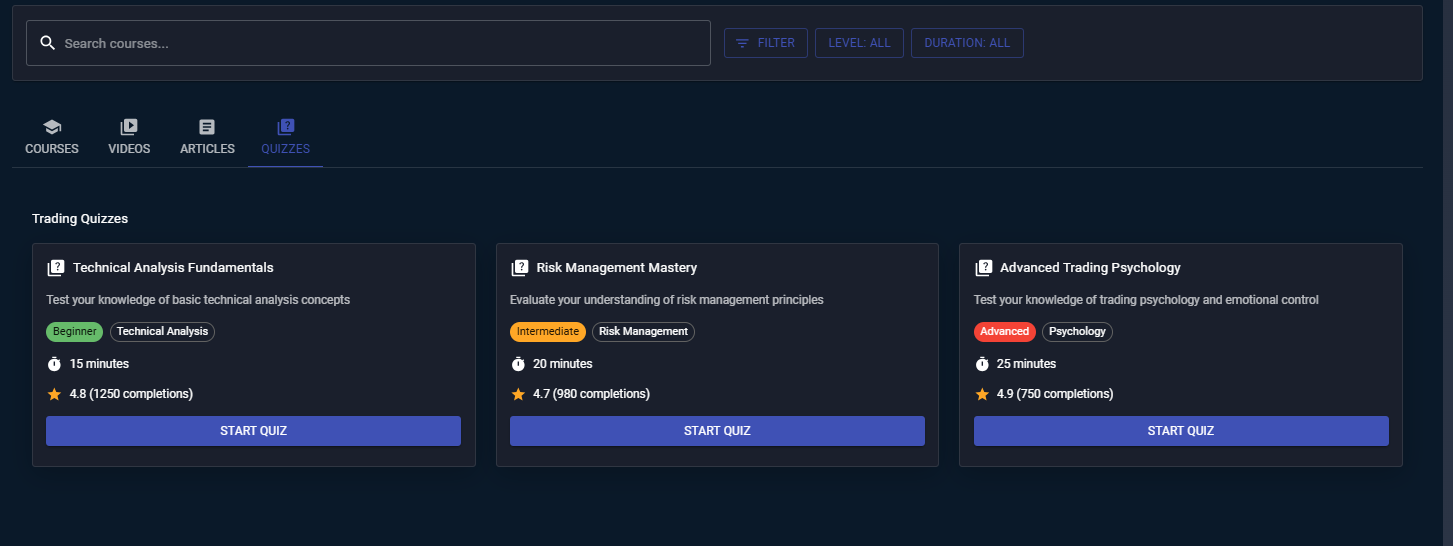 Search courses...
FILTER
LEVEL: ALL
DURATION: ALL
COURSES
VIDEOS
ARTICLES
QUIZZES
Trading Quizzes
Technical Analysis Fundamentals
Test your knowledge of basic technical analysis concepts
Beginner
Technical Analysis
15 minutes
4.8 (1250 completions)
START QUIZ
Risk Management Mastery
Evaluate your understanding of risk management principles
Intermediate
Risk Management
20 minutes
4.7 (980 completions)
START QUIZ
Advanced Trading Psychology
Test your knowledge of trading psychology and emotional control
Advanced
Psychology
25 minutes
4.9 (750 completions)
START QUIZ